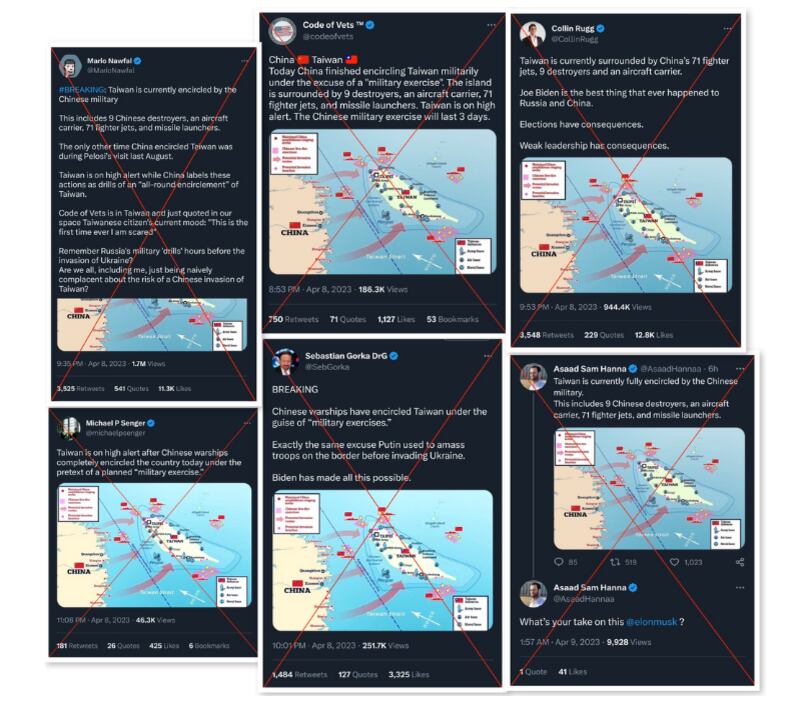 Mario Nawfal
@MarioNawfal
#BREAKING: Taiwan is currently encircled by the
Chinese military
This includes 9 Chinese destroyers, an aircraft
carrier, 71 fighter jets, and missile launchers.
The only other time China encircled Taiwan was
during Pelosi's visit last August.
Taiwan is on high alert while China labels these
actions as drills of an "all-round encirclement" of
Taiwan.
Code of Vets is in Taiwan and just quoted in our
space Taiwanese citizen's current mood: "This is the
first time ever I am scared"
Remember Russia's military 'drills' hours before the
invasion of Ukraine?
Are we all, including me, just being naively
complacent about the risk of a Chinese invasion of
Taiwan?
CHINA
Taiwan Strait
9:35 PM · Apr 8, 2023 · 1.7M Views
3,525 Retweets 541 Quotes 11.3K Likes
Code of Vets ™
@codeofvets
China 🇨🇳 Taiwan 🇹🇼
Today China finished encircling Taiwan militarily
under the excuse of a "military exercise". The island
is surrounded by 9 destroyers, an aircraft carrier, 71
fighter jets, and missile launchers. Taiwan is on high
alert. The Chinese military exercise will last 3 days.
TAIPEI
TAIWAN
CHINA
Taiwan Strait
8:53 PM · Apr 8, 2023 · 186.3K Views
750 Retweets 71 Quotes 1,127 Likes 53 Bookmarks
Collin Rugg
@CollinRugg
Taiwan is currently surrounded by China's 71 fighter
jets, 9 destroyers and an aircraft carrier.
Joe Biden is the best thing that ever happened to
Russia and China.
Elections have consequences.
Weak leadership has consequences.
TAIPEI
TAIWAN
CHINA
Taiwan Strait
9:53 PM · Apr 8, 2023 · 944.4K Views
3,548 Retweets 229 Quotes 12.8K Likes
Michael P Senger
@michaelpsenger
Taiwan is on high alert after Chinese warships
completely encircled the country today under the
pretext of a planned "military exercise."
TAIPEI
TAIWAN
CHINA
Taiwan Strait
11:08 PM · Apr 8, 2023 · 46.3K Views
181 Retweets 26 Quotes 425 Likes 6 Bookmarks
Sebastian Gorka DrG
@SebGorka
BREAKING
Chinese warships have encircled Taiwan under the
guise of "military exercises."
Exactly the same excuse Putin used to amass
troops on the border before invading Ukraine.
Biden has made all this possible.
TAIPEI
TAIWAN
CHINA
Taiwan Strait
10:01 PM · Apr 8, 2023 · 251.7K Views
1,484 Retweets 127 Quotes 3,325 Likes
Asaad Sam Hanna @AsaadHannaa · 6h
Taiwan is currently fully encircled by the Chinese
military.
This includes 9 Chinese destroyers, an aircraft
carrier, 71 fighter jets, and missile launchers.
TAIPEI
TAIWAN
CHINA
Taiwan Strait
85 519 1,023
Asaad Sam Hanna
@AsaadHannaa
What's your take on this @elonmusk ?
1:57 AM · Apr 9, 2023 · 9,928 Views
1 Quote 41 Likes